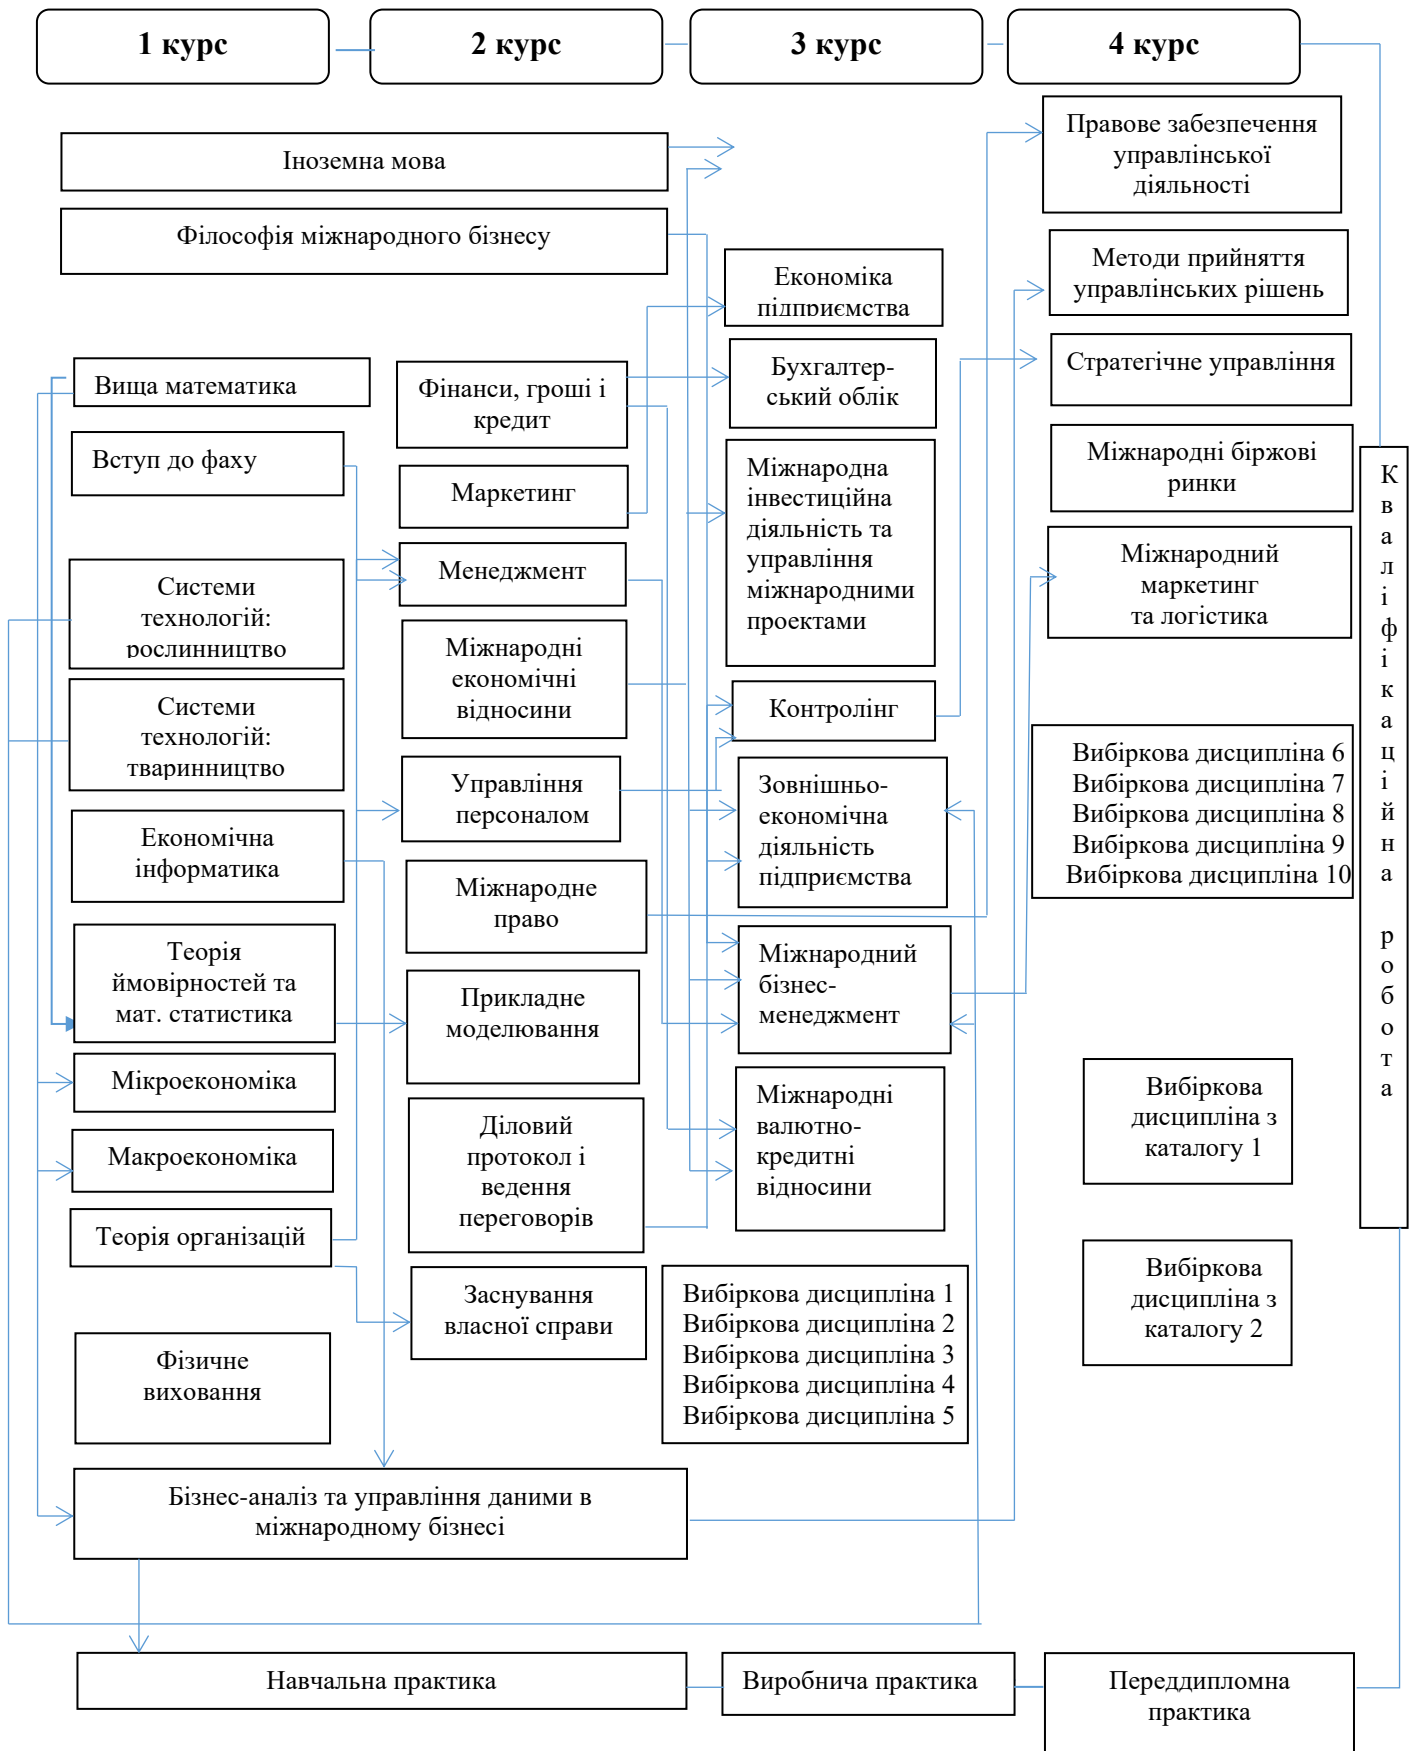 1 курс
2 курс
3 курс
4 курс
Іноземна мова
Філософія міжнародного бізнесу
Вища математика
Вступ до фаху
Системи
технологій:
рослинництво
Системи
технологій:
тваринництво
Економічна
інформатика
Теорія
ймовірностей та
мат. статистика
Мікроекономіка
Макроекономіка
Теорія організацій
Фізичне
виховання
Бізнес-аналіз та управління даними в
міжнародному бізнесі
Фінанси, гроші і
кредит
Маркетинг
Менеджмент
Міжнародні
економічні
відносини
Управління
персоналом
Міжнародне
право
Прикладне
моделювання
Діловий
протокол і
ведення
переговорів
Заснування
власної справи
Економіка
підприємства
Бухгалтер-
ський облік
Міжнародна
інвестиційна
діяльність та
управління
міжнародними
проектами
Контролінг
Зовнішньо-
економічна
діяльність
підприємства
Міжнародний
бізнес-
менеджмент
Міжнародні
валютно-
кредитні
відносини
Вибіркова дисципліна 1
Вибіркова дисципліна 2
Вибіркова дисципліна 3
Вибіркова дисципліна 4
Вибіркова дисципліна 5
Правове забезпечення
управлінської
діяльності
Методи прийняття
управлінських рішень
Стратегічне управління
Міжнародні біржові
ринки
Міжнародний
маркетинг
та логістика
Вибіркова дисципліна 6
Вибіркова дисципліна 7
Вибіркова дисципліна 8
Вибіркова дисципліна 9
Вибіркова дисципліна 10
Вибіркова
дисципліна з
каталогу 1
Вибіркова
дисципліна з
каталогу 2
Кваліфікаційна робота
Навчальна практика
Виробнича практика
Переддипломна
практика